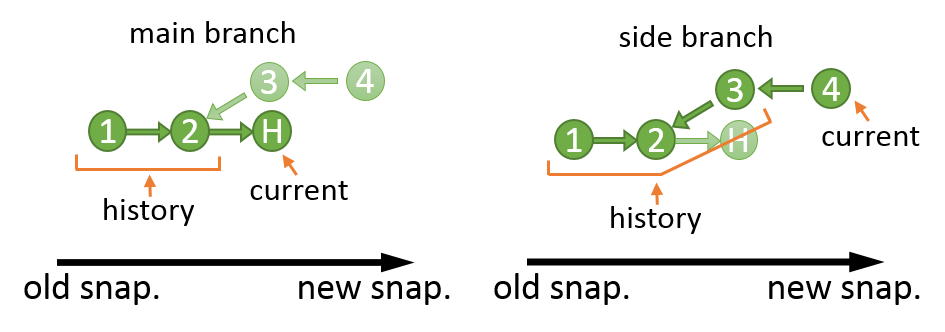 main branch
3 4
1 2 H
current
history
old snap. new snap.
side branch
3 4
1 2 H
current
history
old snap. new snap.